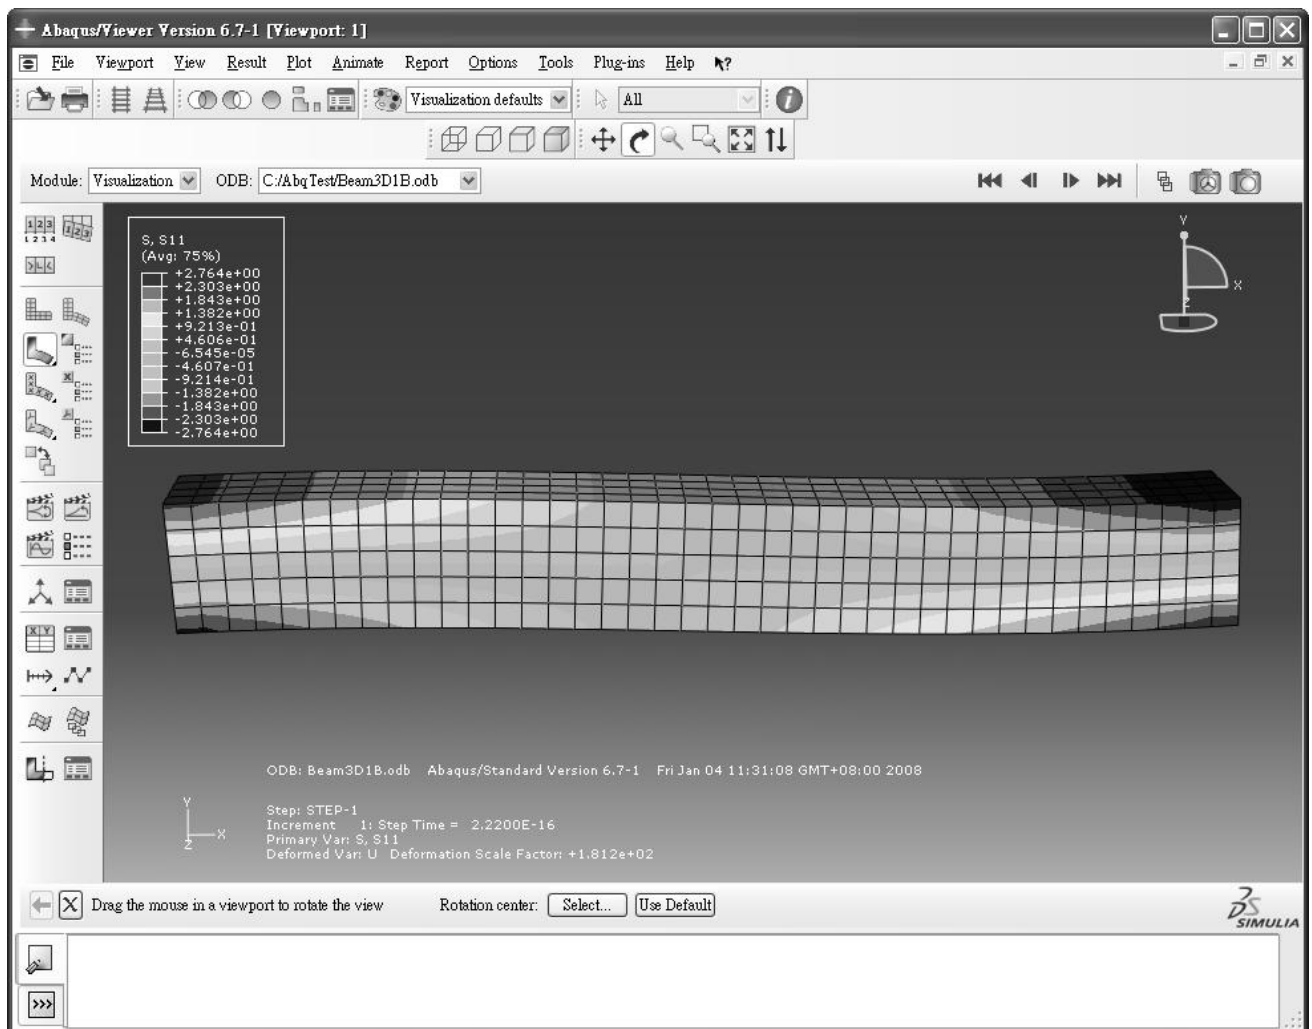 Abaqus/Viewer Version 6.7-1 [Viewport: 1]
File Viewport View Result Plot Animate Report Options Tools Plug-ins Help
Visualization defaults All
Module: Visualization ODB: C:/AbqTest/Beam3D1B.odb
S, S11
(Avg: 75%)
+2.764e+00
+2.303e+00
+1.843e+00
+1.382e+00
+9.213e-01
+4.606e-01
-6.545e-05
-4.607e-01
-9.214e-01
-1.382e+00
-1.843e+00
-2.303e+00
-2.764e+00
Y
X
Z
ODB: Beam3D1B.odb Abaqus/Standard Version 6.7-1 Fri Jan 04 11:31:08 GMT+08:00 2008
Y
X
Z
Step: STEP-1
Increment 1: Step Time = 2.2200E-16
Primary Var: S, S11
Deformed Var: U Deformation Scale Factor: +1.812e+02
Drag the mouse in a viewport to rotate the view Rotation center: Select... Use Default
SIMULIA
>>>